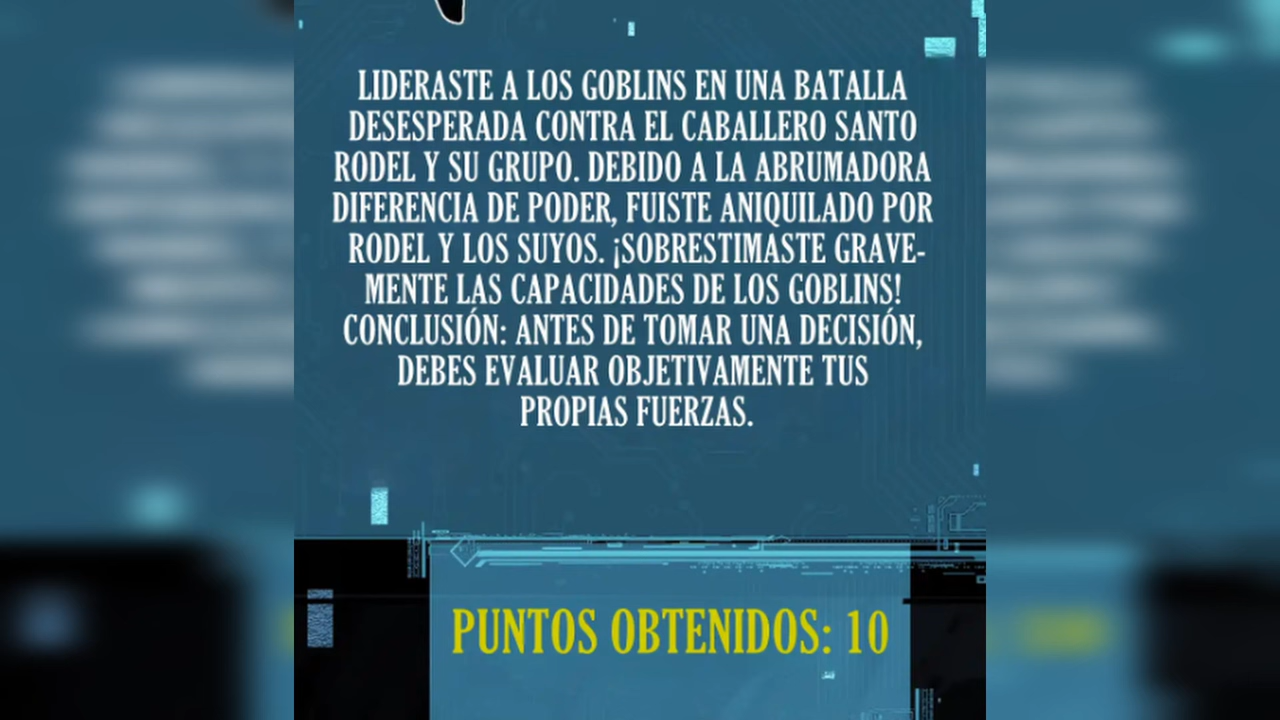 LIDERASTE A LOS GOBLINS EN UNA BATALLA
DESESPERADA CONTRA EL CABALLERO SANTO
RODEL Y SU GRUPO. DEBIDO A LA ABRUMADORA
DIFERENCIA DE PODER, FUISTE ANIQUILADO POR
RODEL Y LOS SUYOS. ¡SOBRESTIMASTE GRAVE-
MENTE LAS CAPACIDADES DE LOS GOBLINS!
CONCLUSIÓN: ANTES DE TOMAR UNA DECISIÓN,
DEBES EVALUAR OBJETIVAMENTE TUS
PROPIAS FUERZAS.
PUNTOS OBTENIDOS: 10